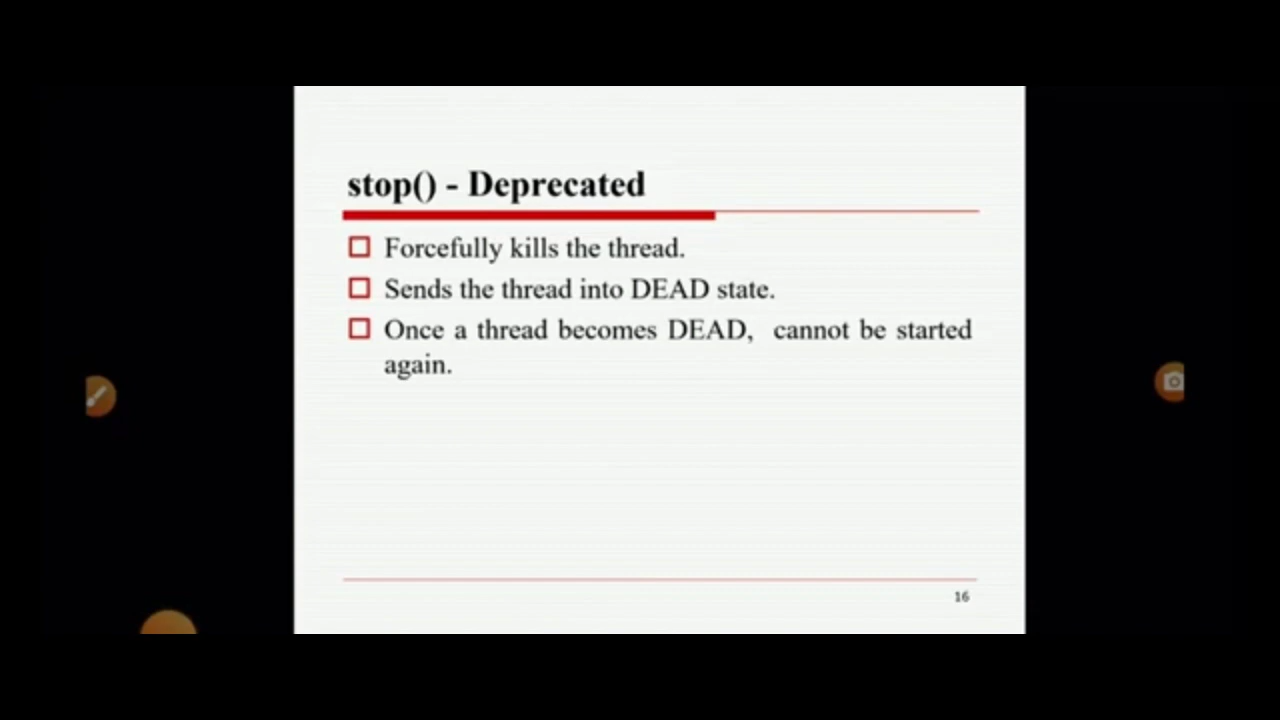 stop() - Deprecated
Forcefully kills the thread.
Sends the thread into DEAD state.
Once a thread becomes DEAD, cannot be started
again.
16